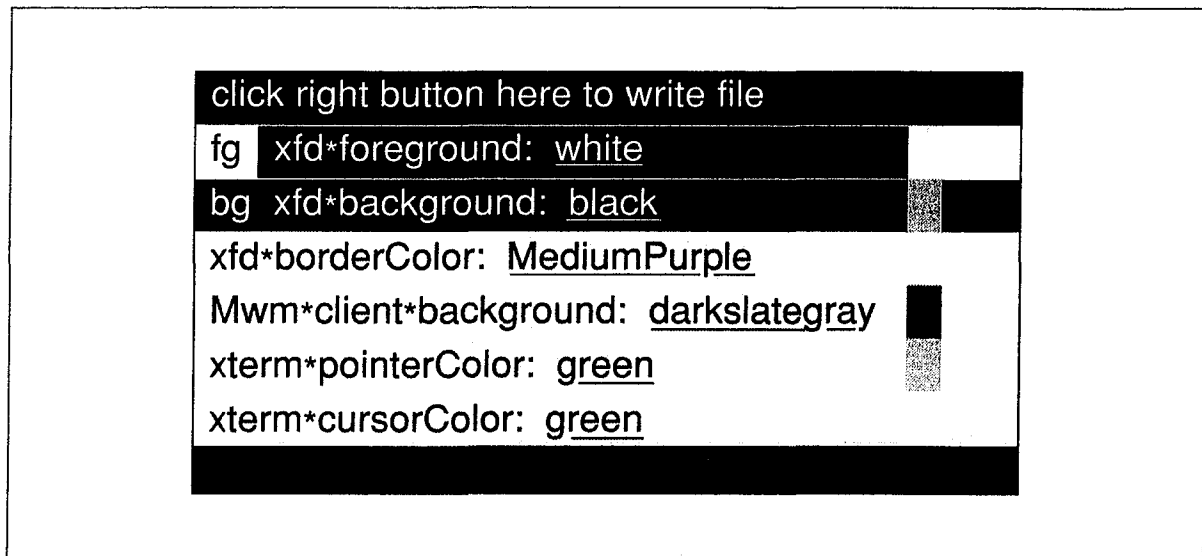 click right button here to write file
fg xfd*foreground: white
bg xfd*background: black
xfd*borderColor: MediumPurple
Mwm*client*background: darkslategray
xterm*pointerColor: green
xterm*cursorColor: green